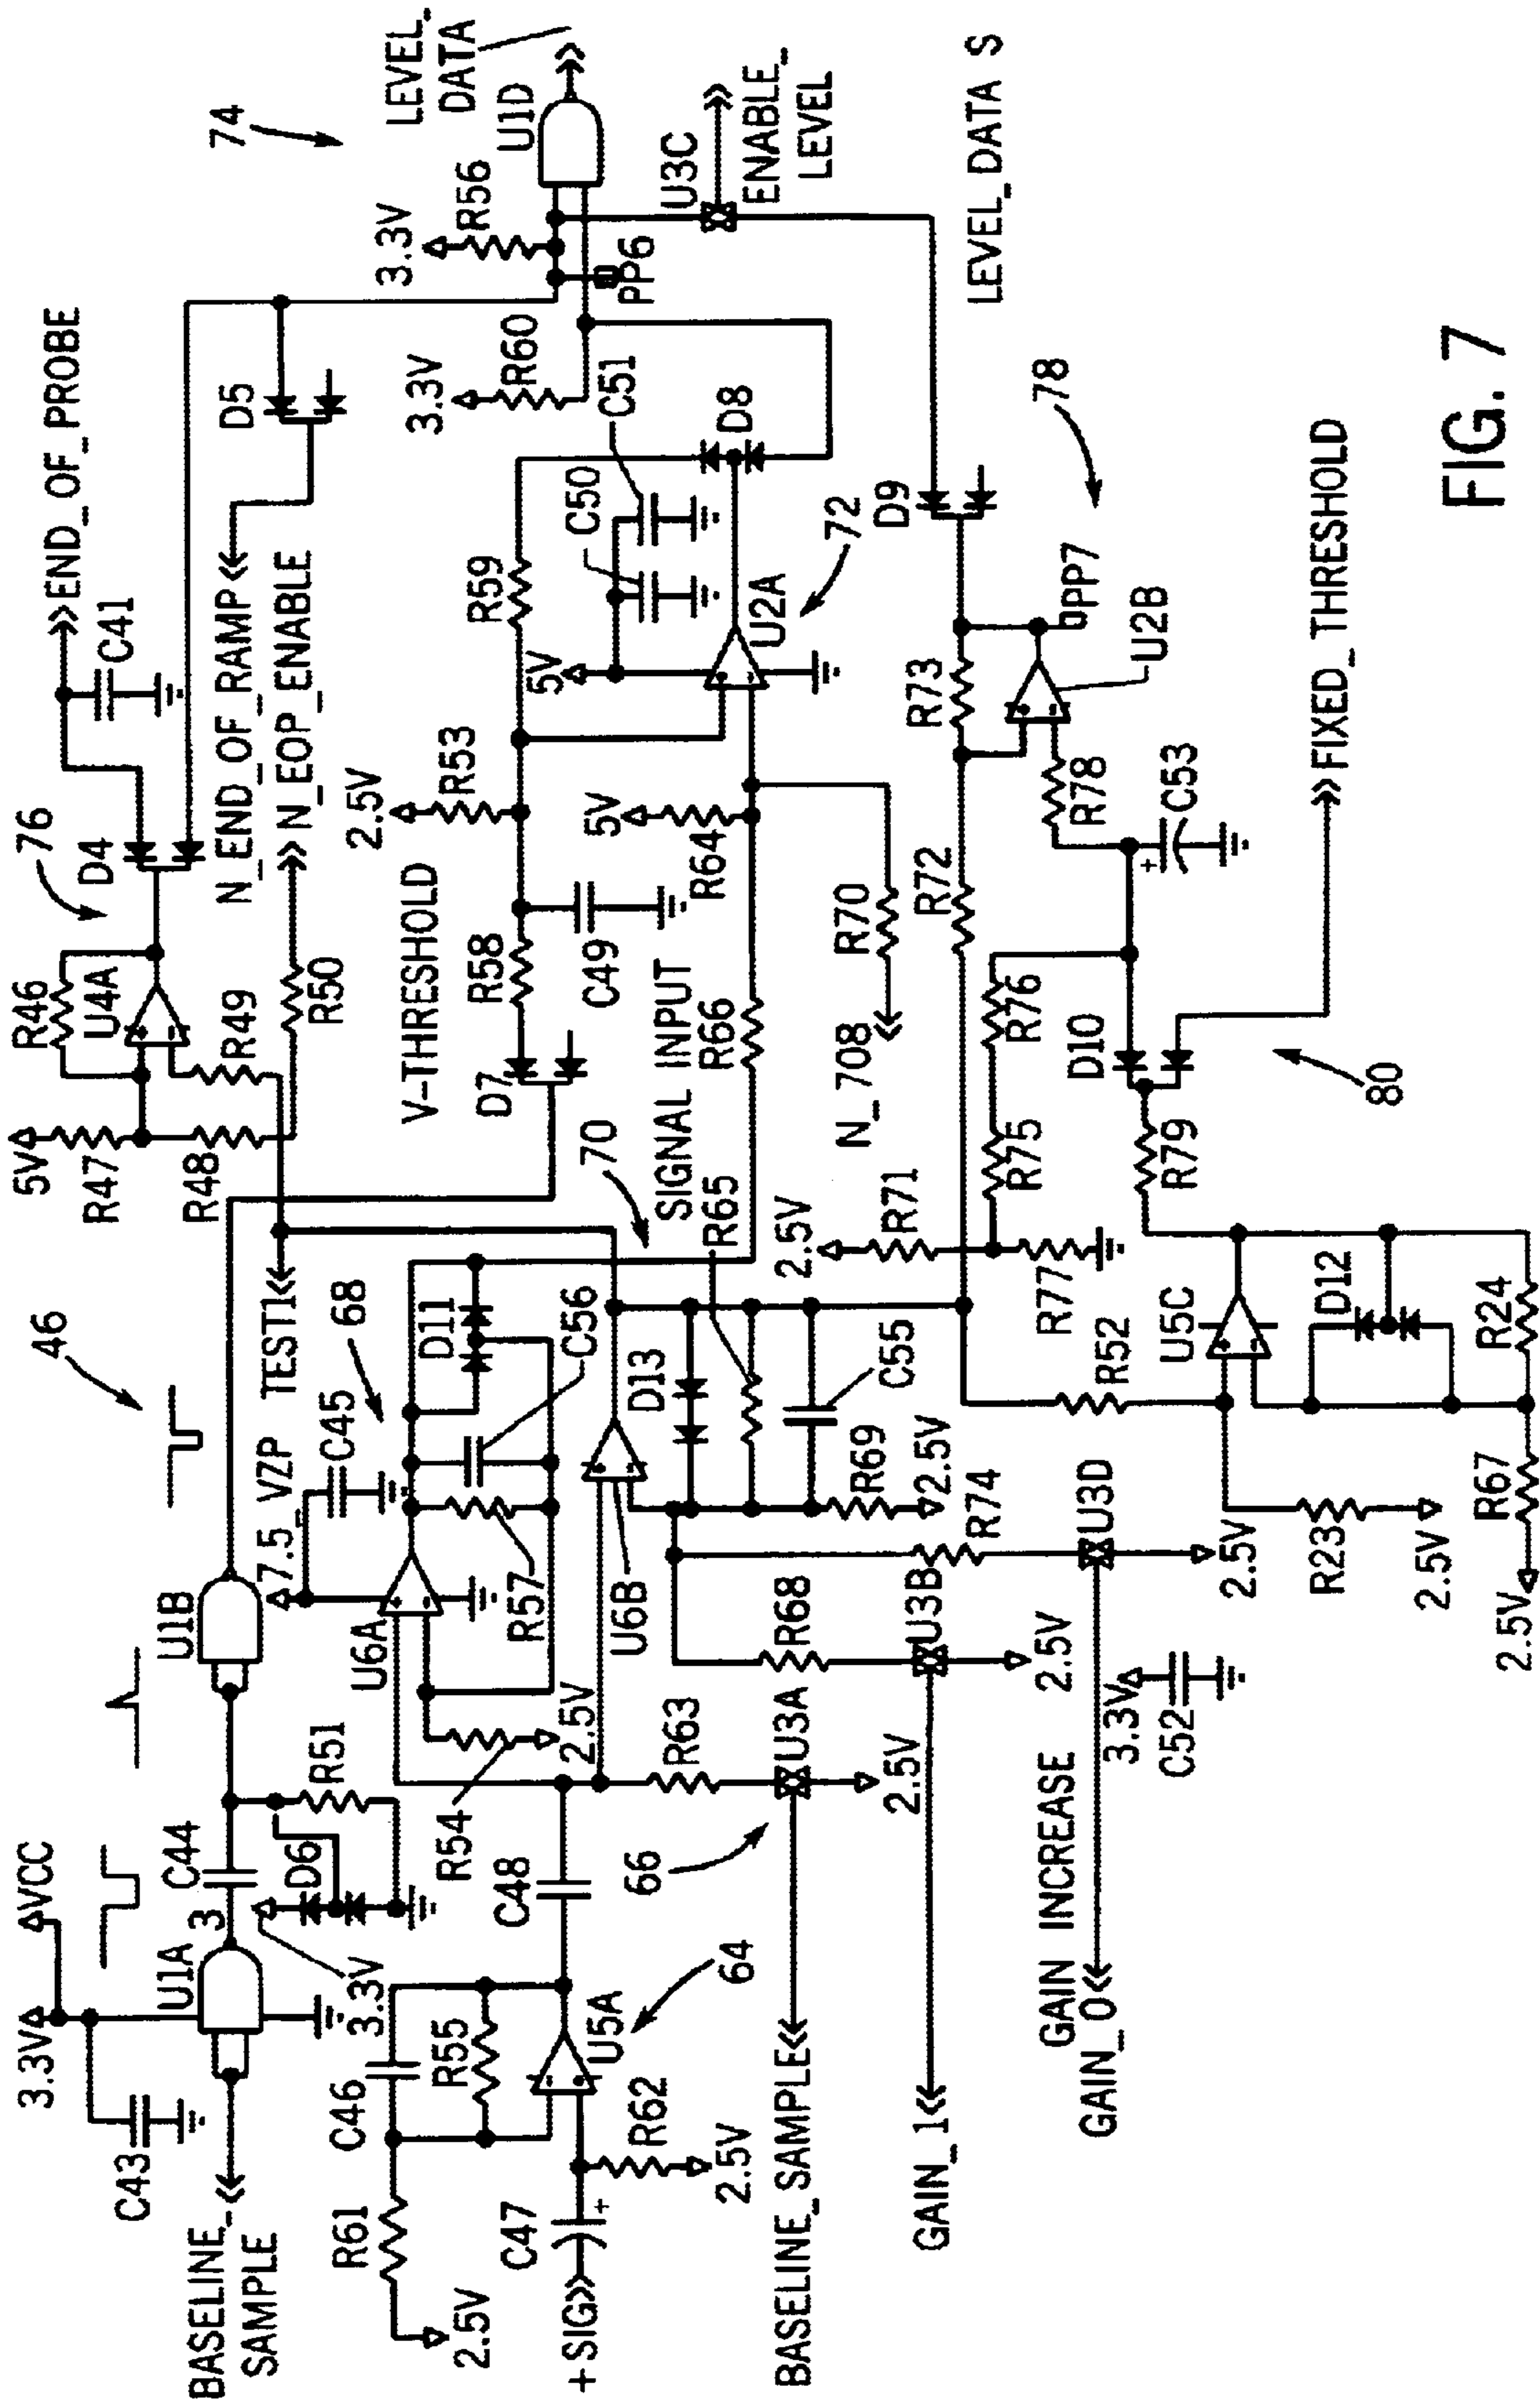 46
74
3.3V
VCC
C43
U1A
3
C44
BASELINE_
SAMPLE
3.3V
D6
R51
U1B
5V
R47
R48
R46
U4A
R49
R50
76
D4
END_OF_PROBE
C41
N_END_OF_RAMP
N_EOP_ENABLE
D5
3.3V
R56
U1D
LEVEL_
DATA
PP6
U3C
ENABLE_
LEVEL
3.3V
R60
TEST1
7.5_VZP
C45
68
D11
C56
U6A
R57
R54
2.5V
70
D7
V-THRESHOLD
R58
C49
2.5V
R53
R59
5V
C50
C51
D8
U2A
72
SIGNAL INPUT
R66
5V
R64
R70
N_708
R61
2.5V
C46
R55
U5A
64
C47
+
+SIG
R62
2.5V
C48
66
R63
U3A
2.5V
BASELINE_SAMPLE
U6B
D13
R65
C55
R69
2.5V
R68
U3B
2.5V
GAIN_1
R74
U3D
2.5V
GAIN INCREASE
GAIN_0
3.3V
C52
2.5V
R71
R77
R75
R76
R72
R73
D9
LEVEL_DATA S
78
PP7
U2B
R78
C53
+
D10
80
R79
FIXED_THRESHOLD
R52
U5C
D12
R24
R23
2.5V
R67
2.5V
FIG. 7